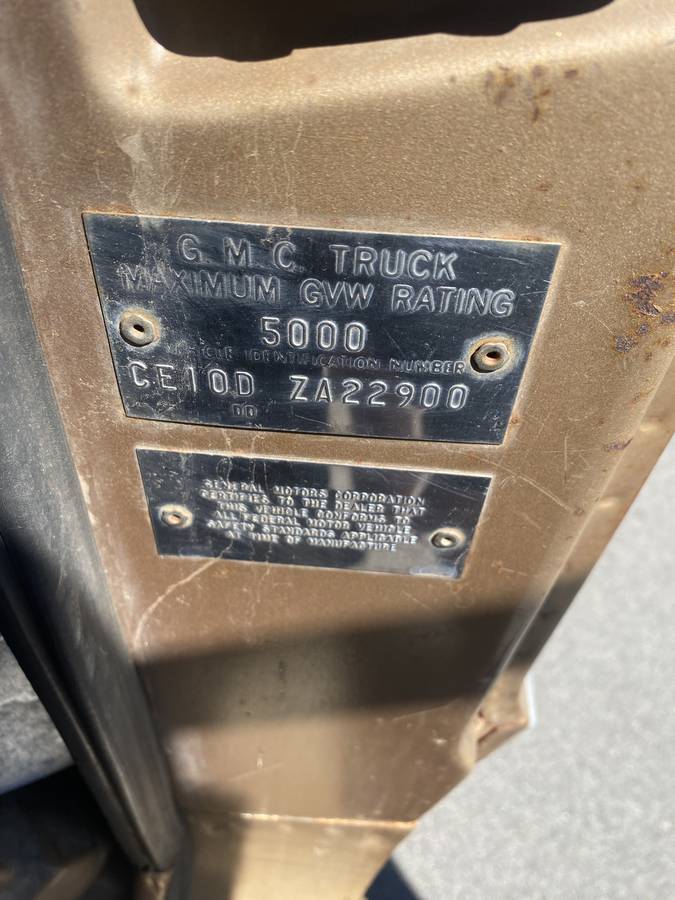 G M C TRUCK
MAXIMUM GVW RATING
5000
IDENTIFICATION NUMBER
CE10D ZA22900
DD
GENERAL MOTORS CORPORATION
CERTIFIES TO THE DEALER THAT
THIS VEHICLE CONFORMS TO
ALL FEDERAL MOTOR VEHICLE
SAFETY STANDARDS APPLICABLE
AT TIME OF MANUFACTURE